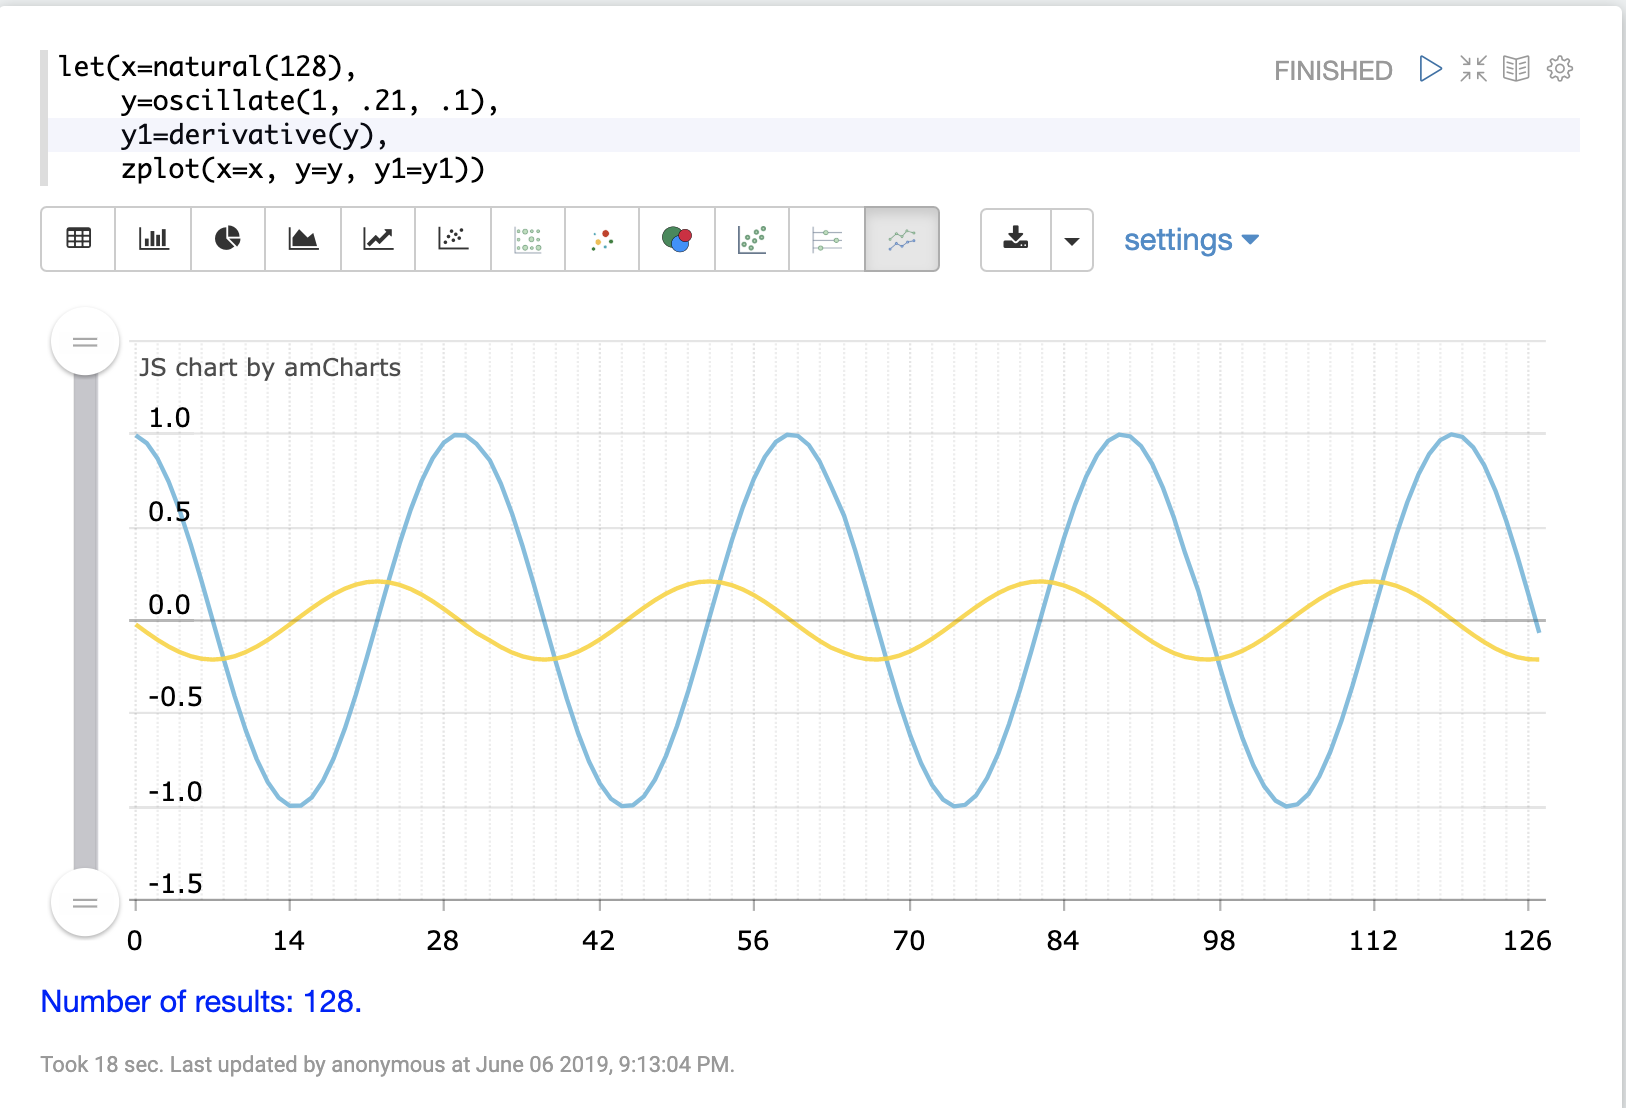 let(x=natural(128),
    y=oscillate(1, .21, .1),
    y1=derivative(y),
    zplot(x=x, y=y, y1=y1))
FINISHED
settings
JS chart by amCharts
1.0
0.5
0.0
-0.5
-1.0
-1.5
0 14 28 42 56 70 84 98 112 126
Number of results: 128.
Took 18 sec. Last updated by anonymous at June 06 2019, 9:13:04 PM.